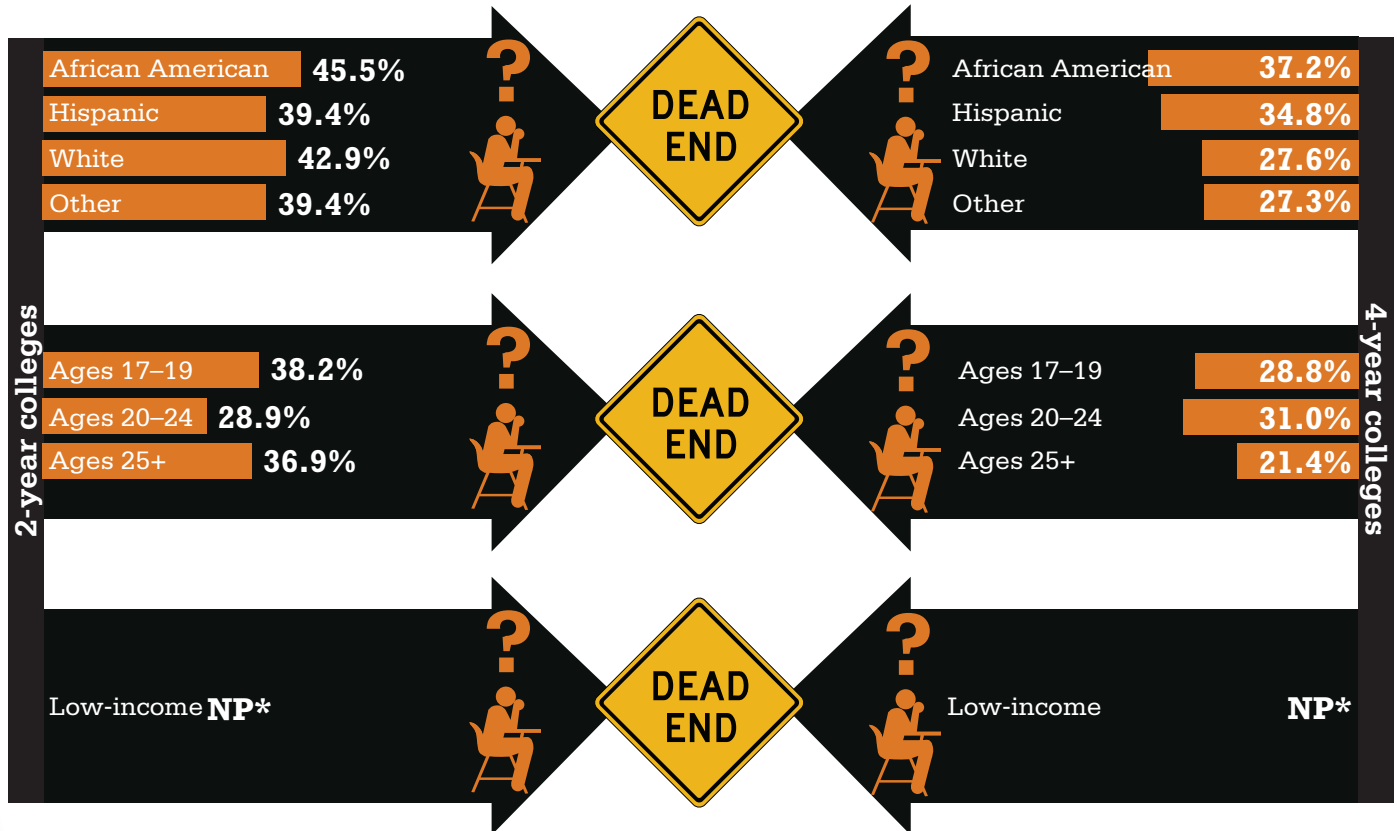 2-year colleges
African American 45.5%
Hispanic 39.4%
White 42.9%
Other 39.4%
?
DEAD
END
?
African American 37.2%
Hispanic 34.8%
White 27.6%
Other 27.3%
Ages 17–19 38.2%
Ages 20–24 28.9%
Ages 25+ 36.9%
?
DEAD
END
?
Ages 17–19 28.8%
Ages 20–24 31.0%
Ages 25+ 21.4%
Low-income NP*
?
DEAD
END
?
Low-income NP*
4-year colleges